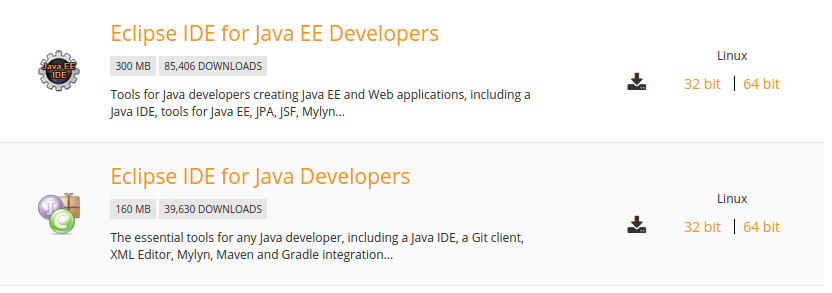 Eclipse IDE for Java EE Developers
300 MB 85,406 DOWNLOADS
Java EE
IDE
Tools for Java developers creating Java EE and Web applications, including a
Java IDE, tools for Java EE, JPA, JSF, Mylyn...
Linux
32 bit | 64 bit
Eclipse IDE for Java Developers
160 MB 39,630 DOWNLOADS
J
C
The essential tools for any Java developer, including a Java IDE, a Git client,
XML Editor, Mylyn, Maven and Gradle integration...
Linux
32 bit | 64 bit